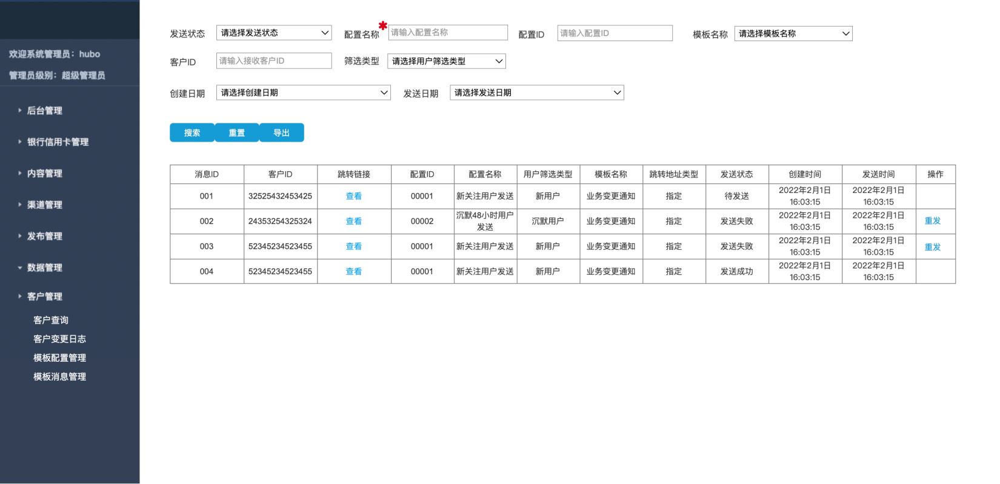 欢迎系统管理员：hubo
管理员级别：超级管理员
后台管理
银行信用卡管理
内容管理
渠道管理
发布管理
数据管理
客户管理
客户查询
客户变更日志
模板配置管理
模板消息管理
发送状态 请选择发送状态 配置名称 * 请输入配置名称 配置ID 请输入配置ID 模板名称 请选择模板名称
客户ID 请输入接收客户ID 筛选类型 请选择用户筛选类型
创建日期 请选择创建日期 发送日期 请选择发送日期
搜索 重置 导出
消息ID 客户ID 跳转链接 配置ID 配置名称 用户筛选类型 模板名称 跳转地址类型 发送状态 创建时间 发送时间 操作
001 32525432453425 查看 00001 新关注用户发送 新用户 业务变更通知 指定 待发送 2022年2月1日 16:03:15 2022年2月1日 16:03:15
002 24353254325324 查看 00002 沉默48小时用户发送 沉默用户 业务变更通知 指定 发送失败 2022年2月1日 16:03:15 2022年2月1日 16:03:15 重发
003 52345234523455 查看 00001 新关注用户发送 新用户 业务变更通知 指定 发送失败 2022年2月1日 16:03:15 2022年2月1日 16:03:15 重发
004 52345234523455 查看 00001 新关注用户发送 新用户 业务变更通知 指定 发送成功 2022年2月1日 16:03:15 2022年2月1日 16:03:15